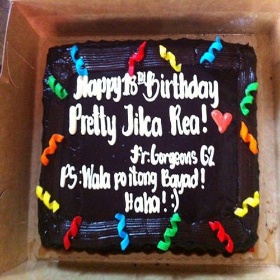 Happy 18th Birthday
Pretty Jilca Rea!
Fr: Gorgeous G2
PS: Wala po itong Bayad!
Haha! :)